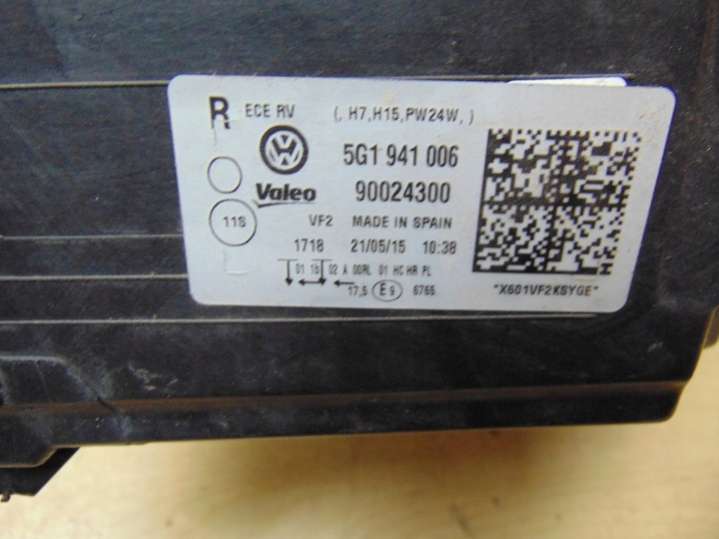 R ECE RV (, H7,H15,PW24W, )
5G1 941 006
Valeo 90024300
11S
VF2 MADE IN SPAIN
1718 21/05/15 10:38
01 1b 02 A 00RL 01 HC HR PL
17,5 E9 6765
*X601VF2KSYGE*